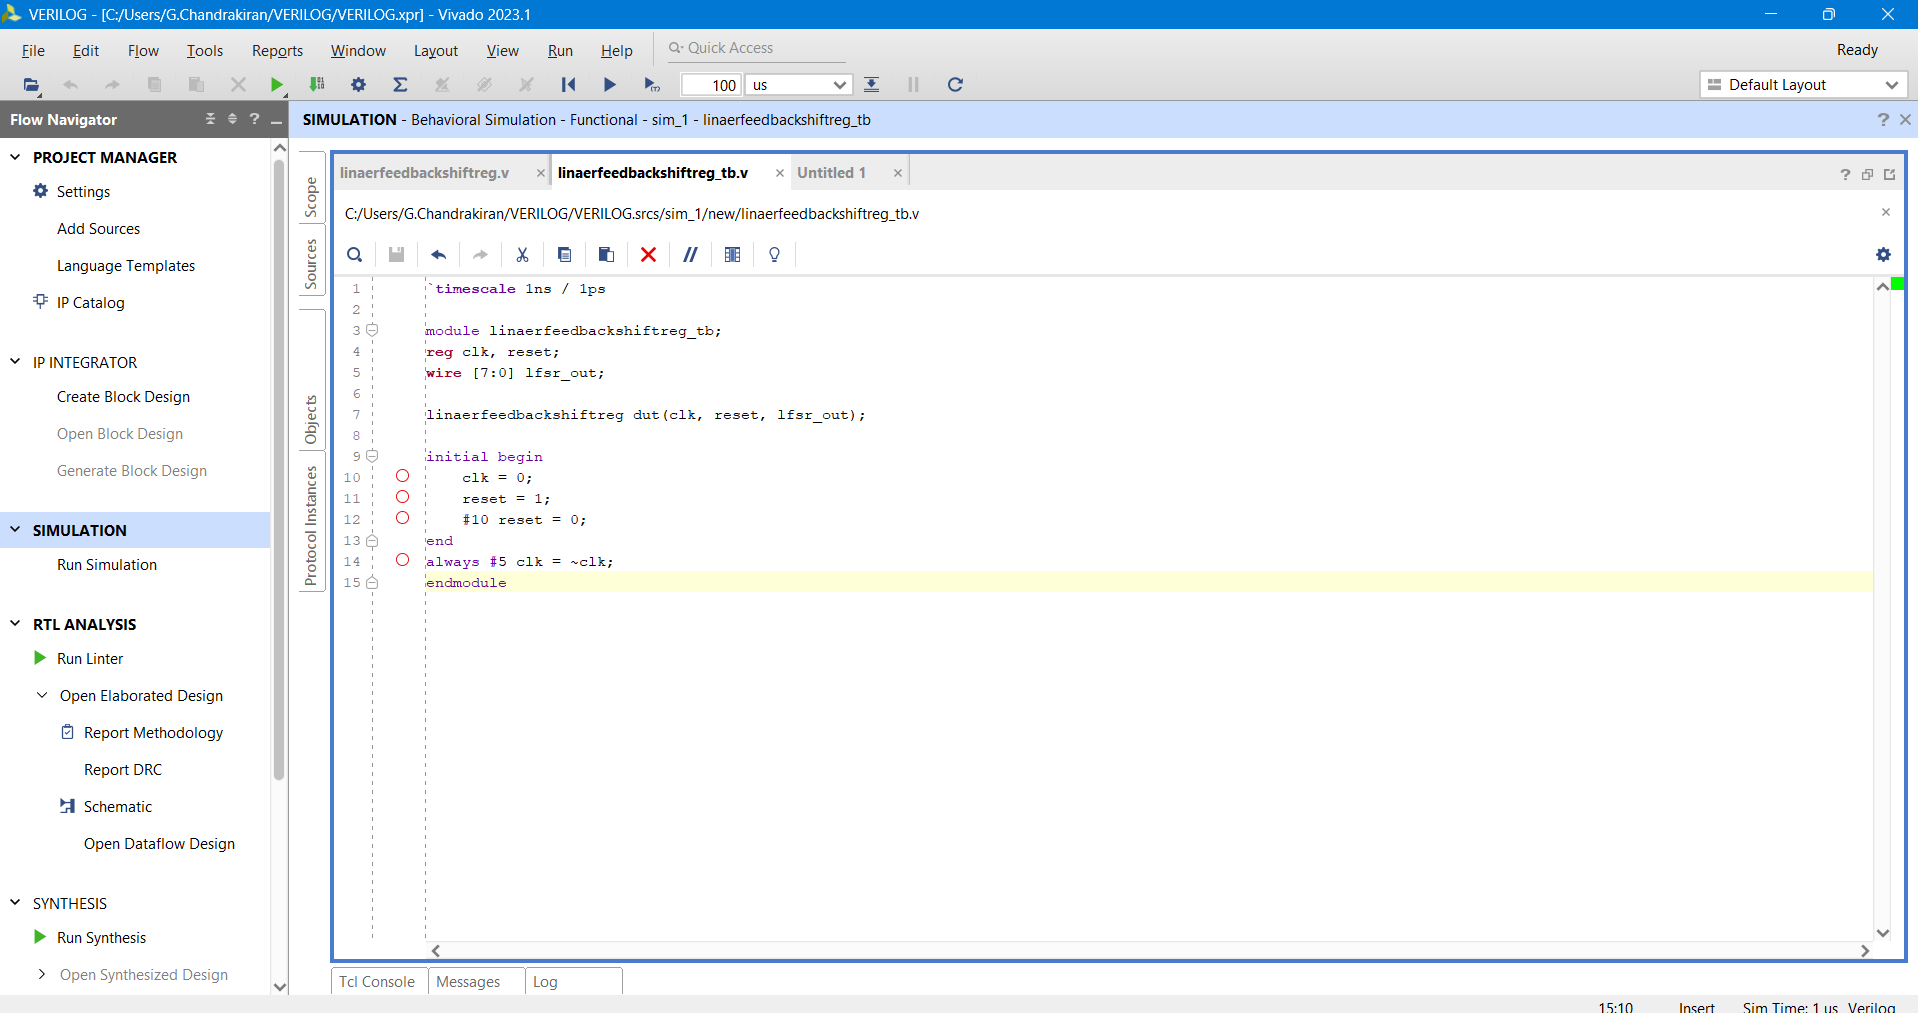 VERILOG - [C:/Users/G.Chandrakiran/VERILOG/VERILOG.xpr] - Vivado 2023.1
File Edit Flow Tools Reports Window Layout View Run Help Quick Access Ready
100 us Default Layout
Flow Navigator
PROJECT MANAGER
Settings
Add Sources
Language Templates
IP Catalog
IP INTEGRATOR
Create Block Design
Open Block Design
Generate Block Design
SIMULATION
Run Simulation
RTL ANALYSIS
Run Linter
Open Elaborated Design
Report Methodology
Report DRC
Schematic
Open Dataflow Design
SYNTHESIS
Run Synthesis
Open Synthesized Design
SIMULATION - Behavioral Simulation - Functional - sim_1 - linaerfeedbackshiftreg_tb
Scope
Sources
Objects
Protocol Instances
linaerfeedbackshiftreg.v linaerfeedbackshiftreg_tb.v Untitled 1
C:/Users/G.Chandrakiran/VERILOG/VERILOG.srcs/sim_1/new/linaerfeedbackshiftreg_tb.v
1 `timescale 1ns / 1ps
2
3 module linaerfeedbackshiftreg_tb;
4 reg clk, reset;
5 wire [7:0] lfsr_out;
6
7 linaerfeedbackshiftreg dut(clk, reset, lfsr_out);
8
9 initial begin
10 clk = 0;
11 reset = 1;
12 #10 reset = 0;
13 end
14 always #5 clk = ~clk;
15 endmodule
Tcl Console Messages Log
15:10 Insert Sim Time: 1 us Verilog